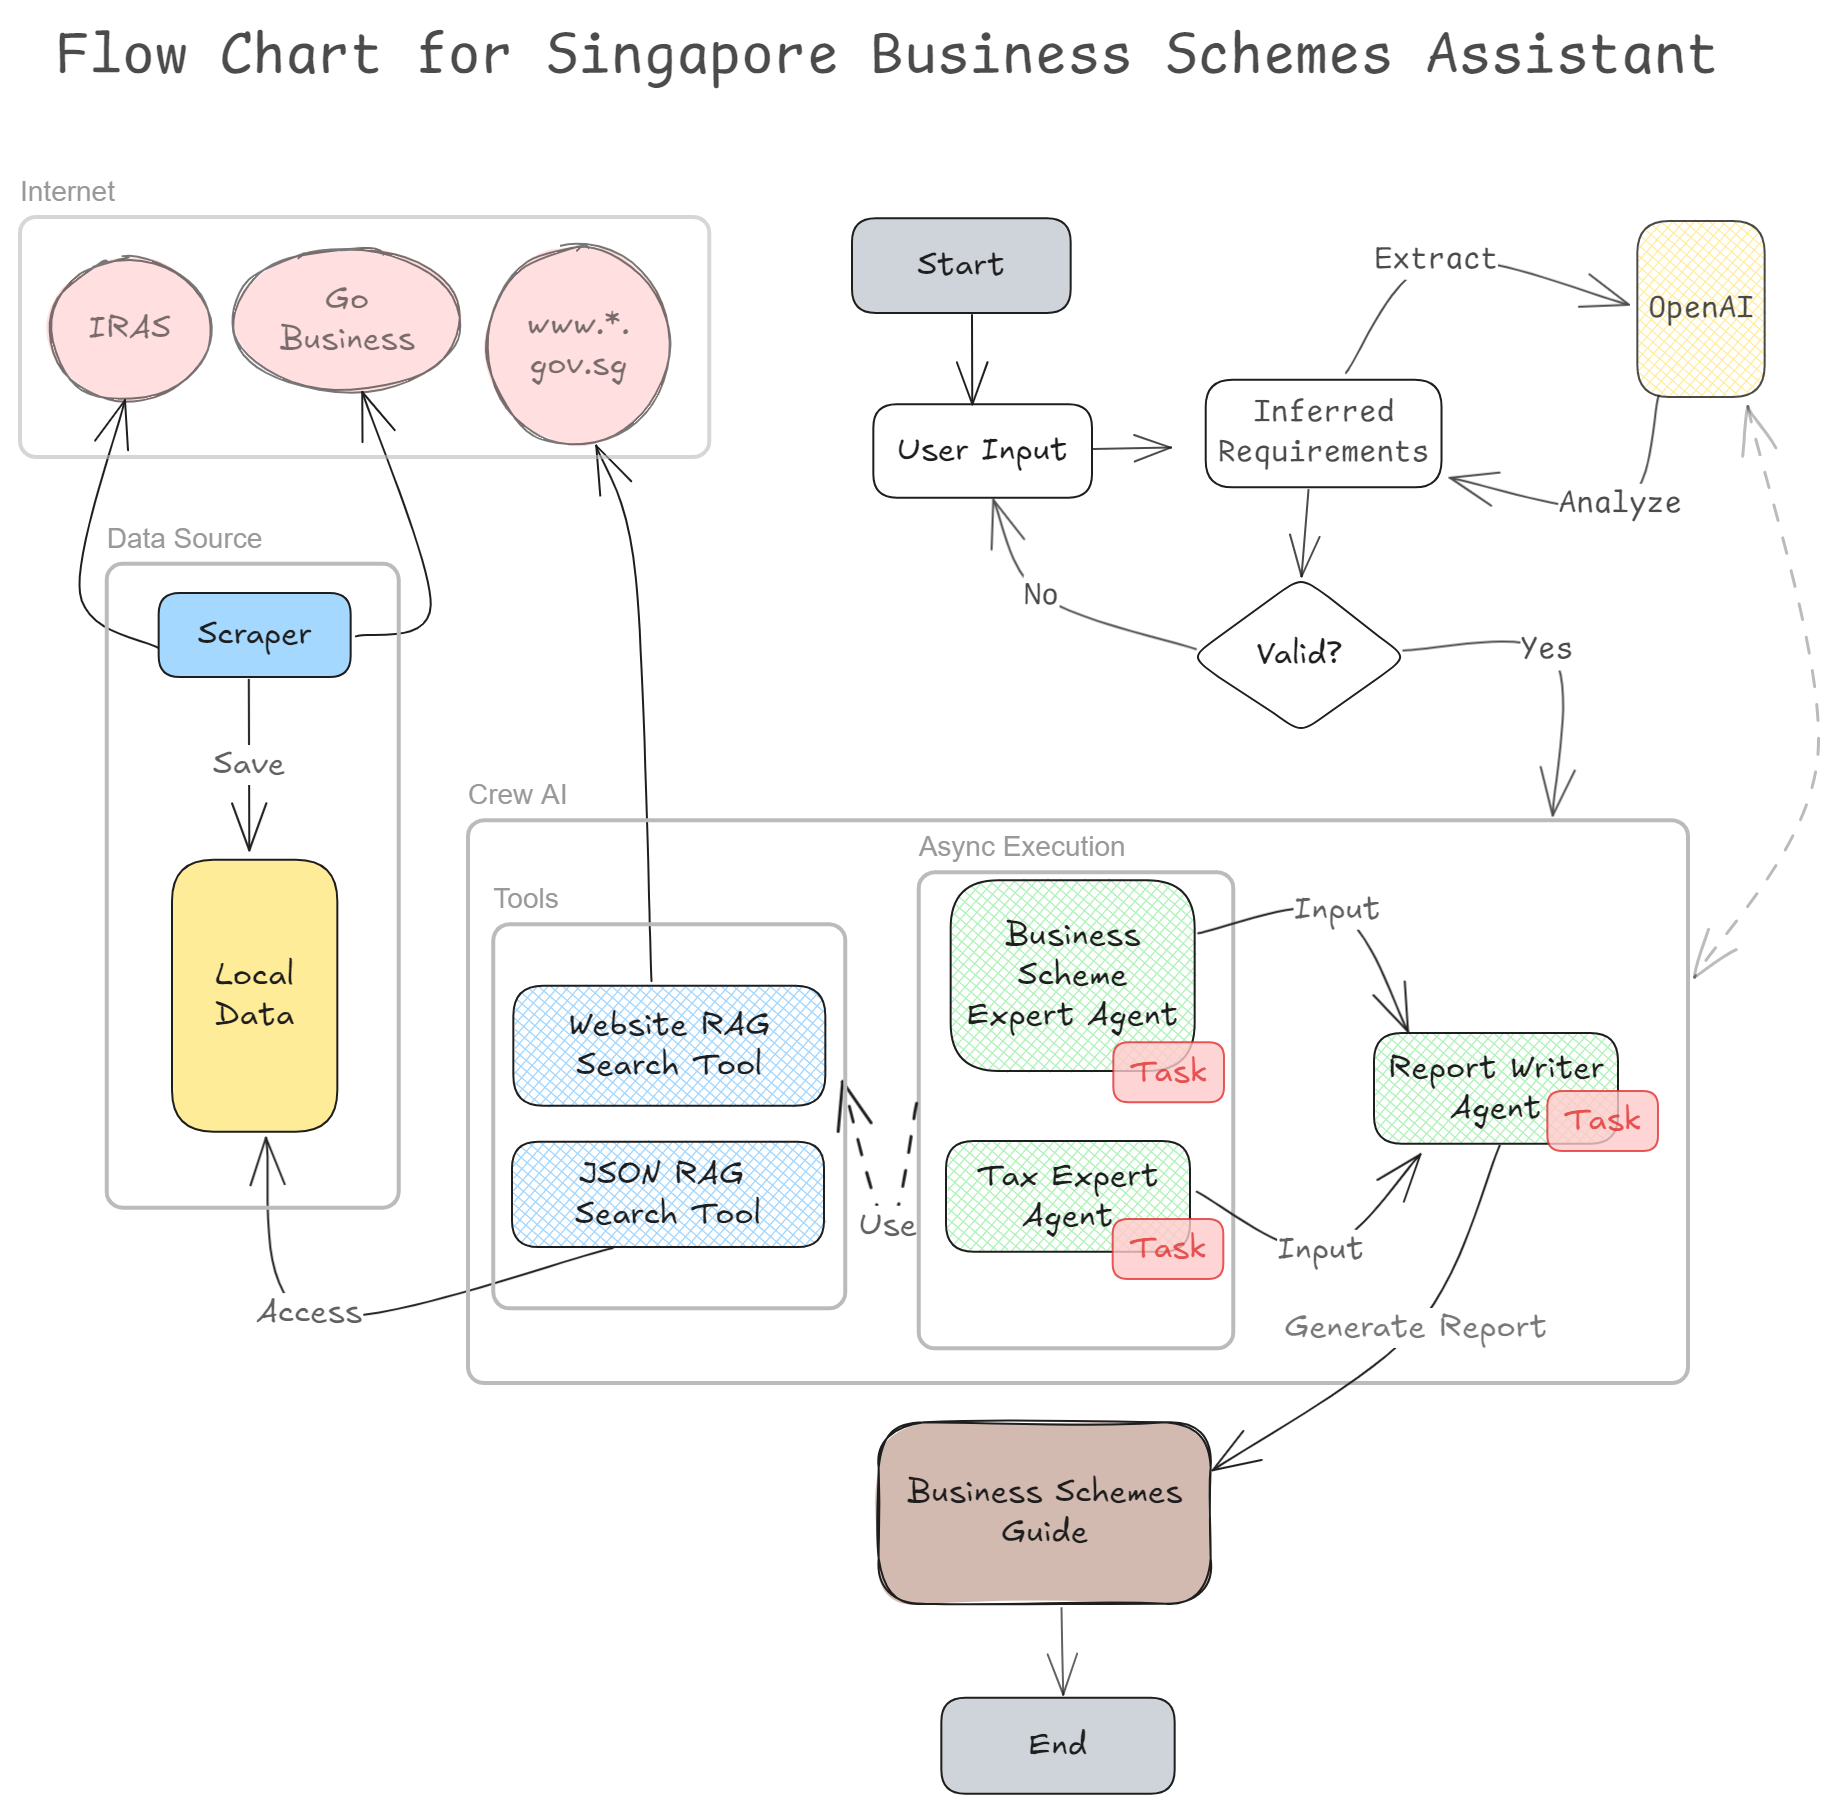 Flow Chart for Singapore Business Schemes Assistant
Internet
IRAS
Go
Business
www.*.
gov.sg
Start
Extract
OpenAI
User Input
Inferred
Requirements
Analyze
Data Source
Scraper
No
Valid?
Yes
Save
Local
Data
Crew AI
Async Execution
Tools
Business
Scheme
Expert Agent
Task
Input
Website RAG
Search Tool
Report Writer
Agent
Task
JSON RAG
Search Tool
Use
Tax Expert
Agent
Task
Input
Access
Generate Report
Business Schemes
Guide
End